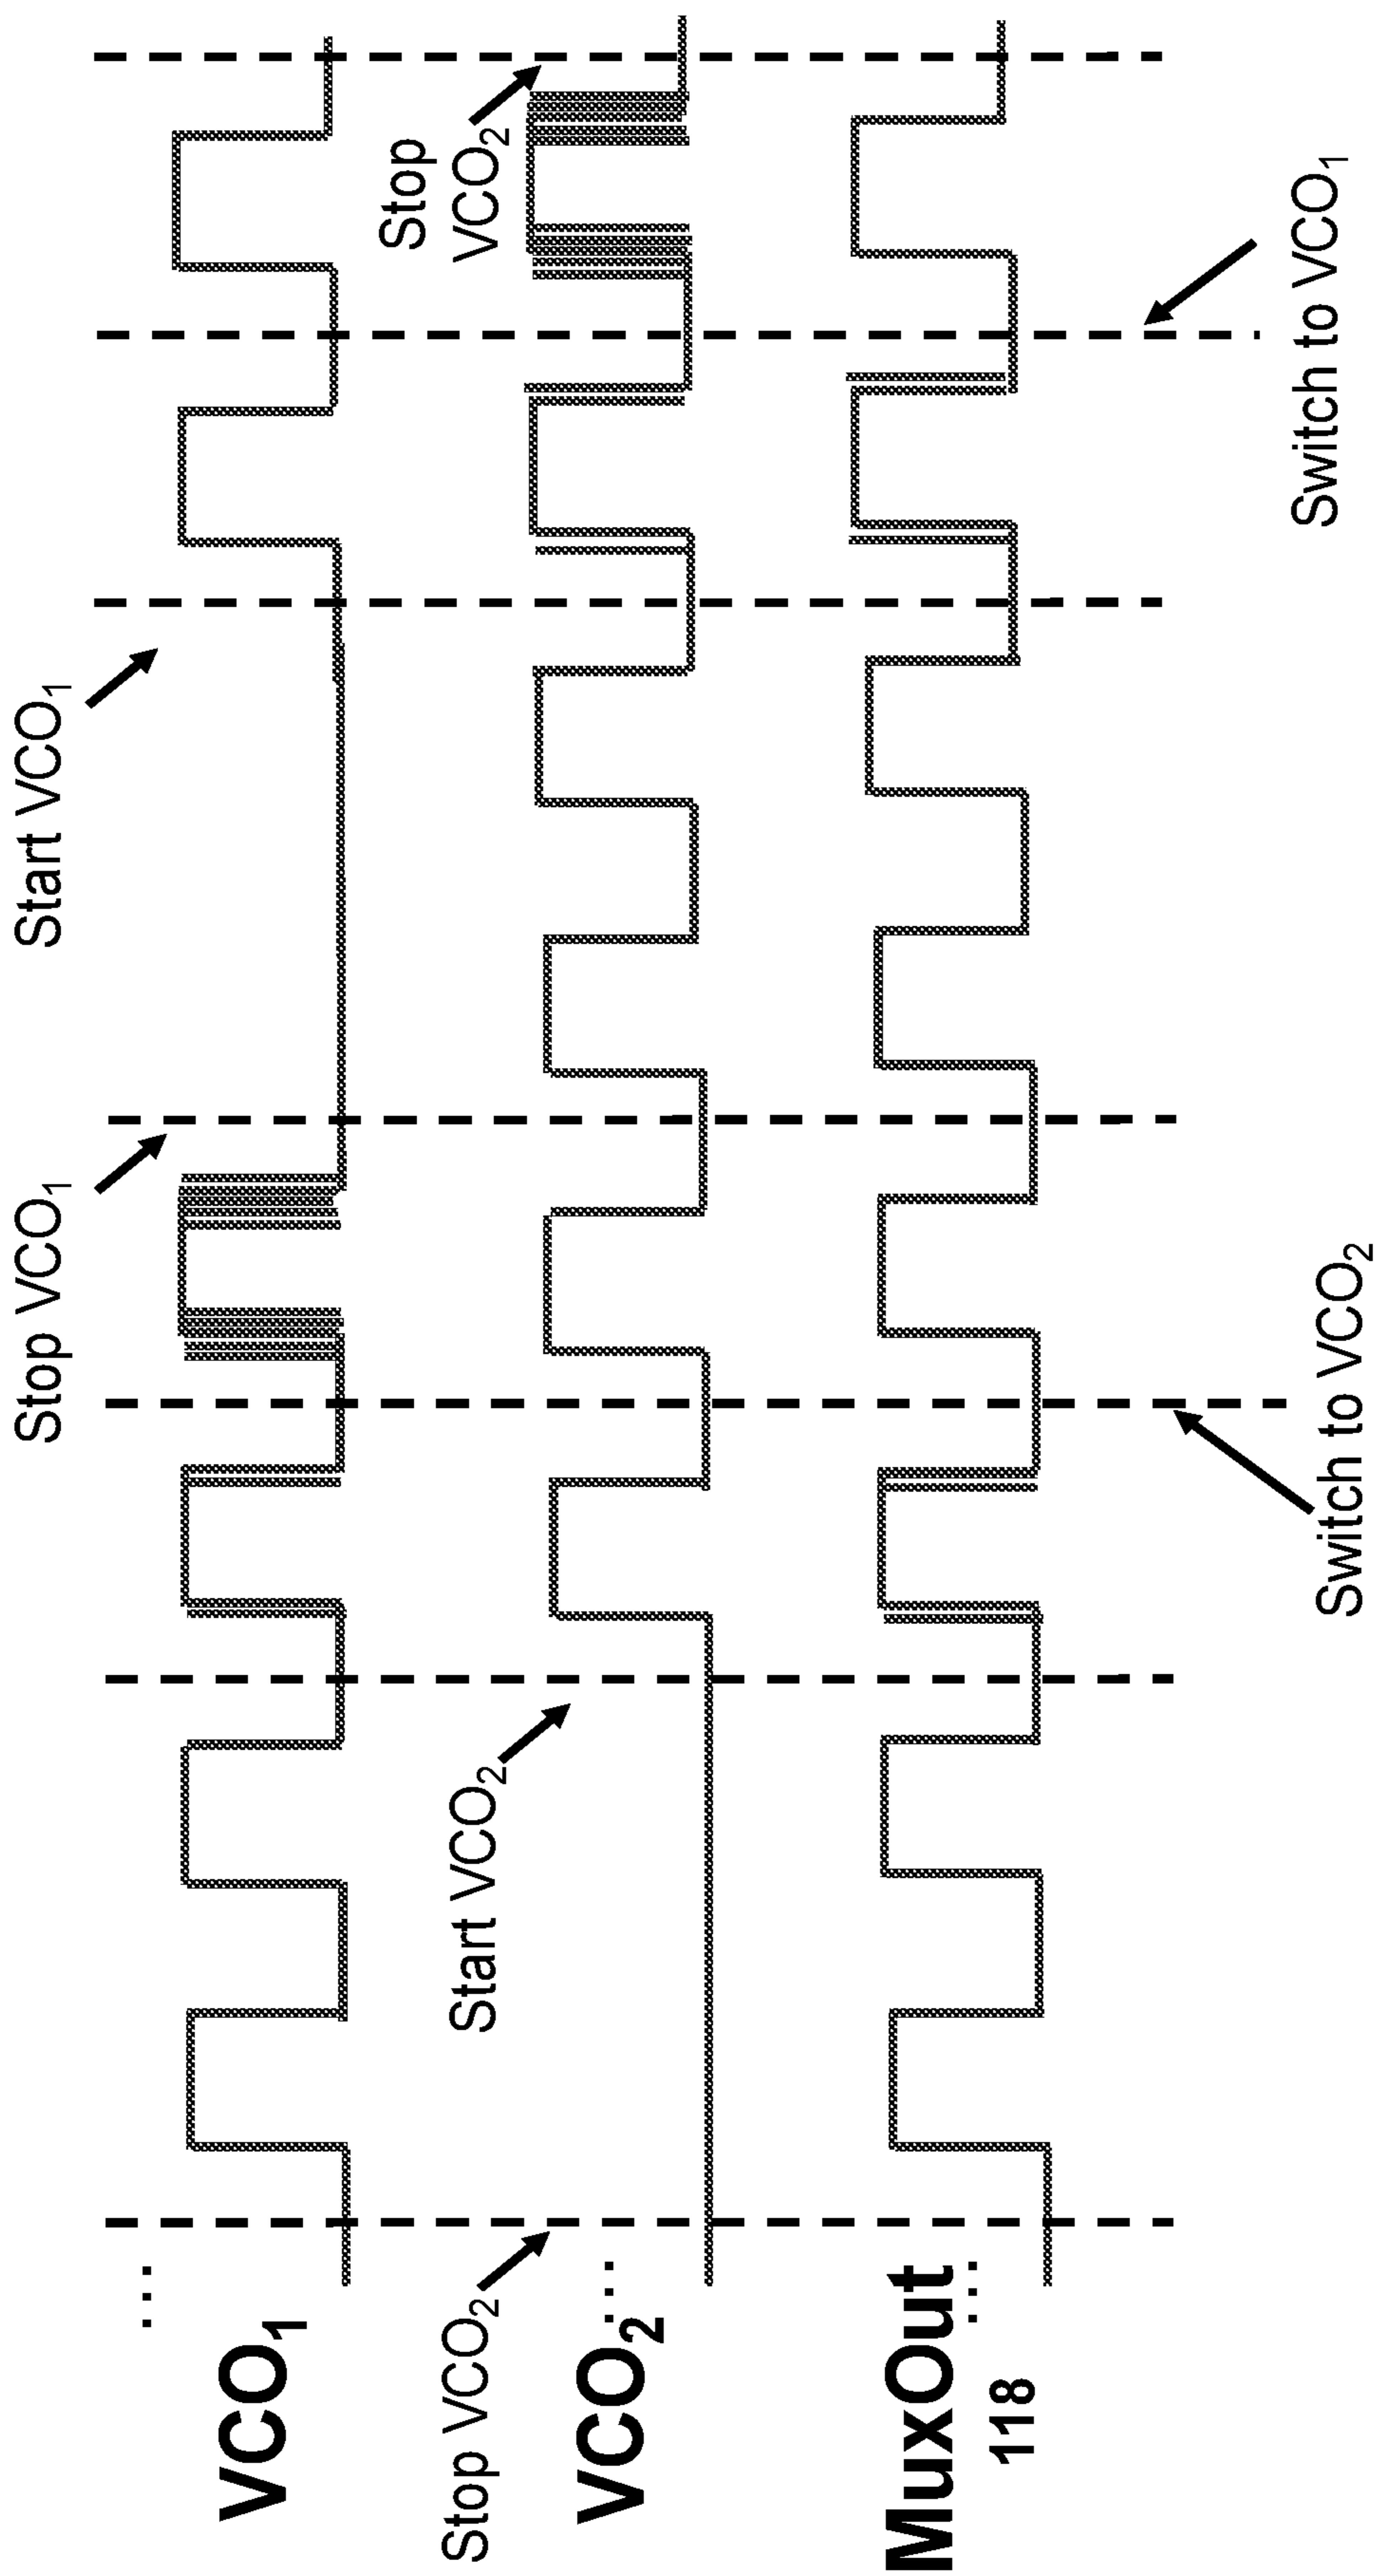 Stop VCO₁
Start VCO₁
VCO₁
...
Stop VCO₂
Start VCO₂
Stop
VCO₂
VCO₂
...
MuxOut
...
118
Switch to VCO₂
Switch to VCO₁